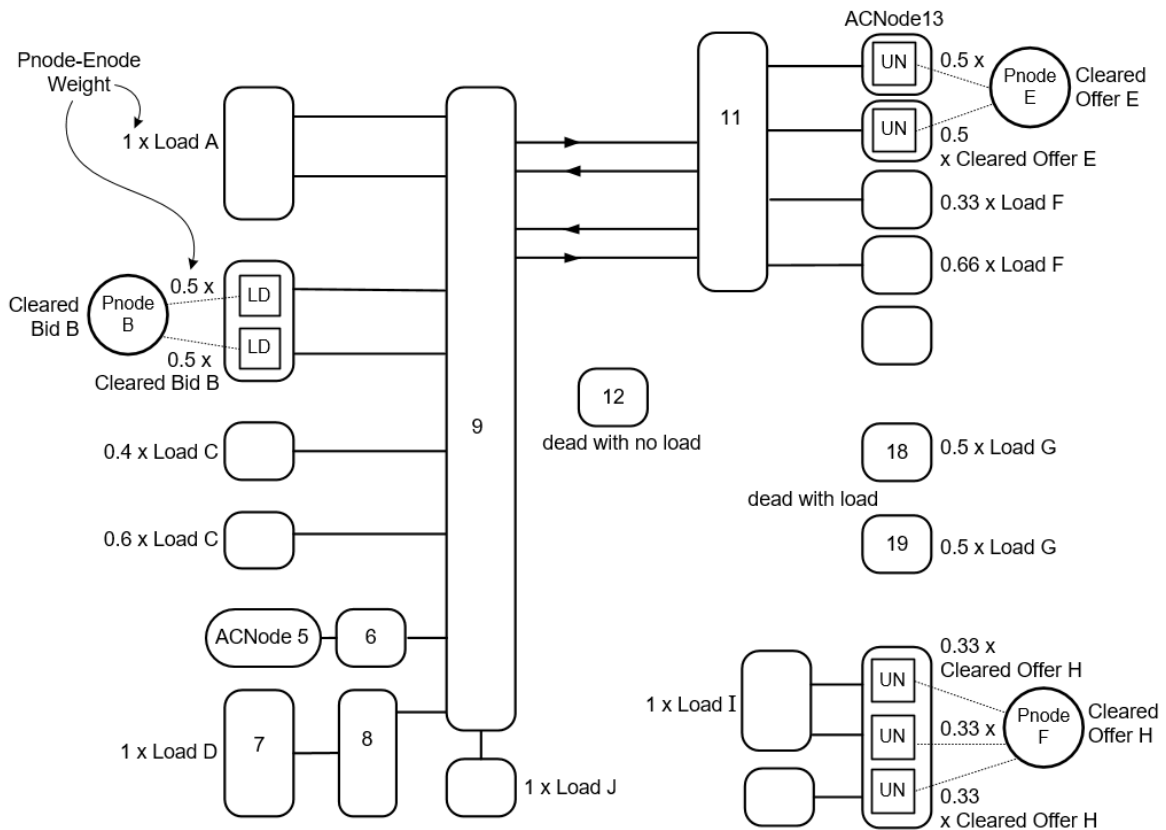 ACNode13
Pnode-Enode
Weight
1 x Load A
UN
0.5 x
Pnode
E
Cleared
Offer E
11
UN
0.5
x Cleared Offer E
0.33 x Load F
0.66 x Load F
Cleared
Bid B
Pnode
B
0.5 x
LD
0.5 x
LD
Cleared Bid B
9
12
dead with no load
0.4 x Load C
18
0.5 x Load G
dead with load
0.6 x Load C
19
0.5 x Load G
ACNode 5
6
1 x Load D
7
8
1 x Load J
1 x Load I
0.33 x
Cleared Offer H
UN
UN
0.33 x
Pnode
F
Cleared
Offer H
UN
0.33
x Cleared Offer H